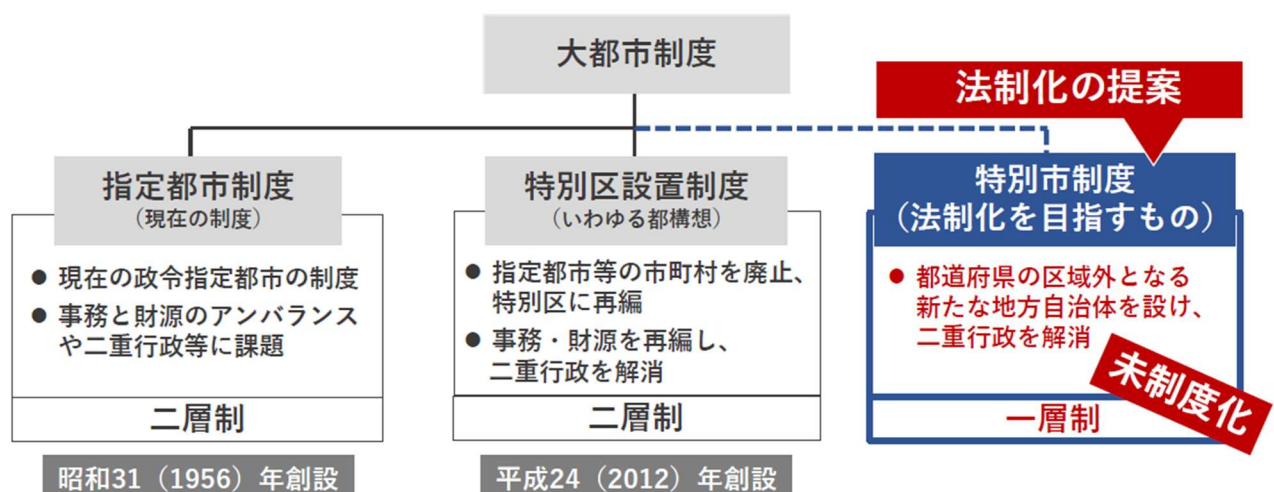 大都市制度
法制化の提案
指定都市制度
（現在の制度）
● 現在の政令指定都市の制度
● 事務と財源のアンバランス
や二重行政等に課題
二層制
昭和31（1956）年創設
特別区設置制度
（いわゆる都構想）
● 指定都市等の市町村を廃止、
特別区に再編
● 事務・財源を再編し、
二重行政を解消
二層制
平成24（2012）年創設
特別市制度
（法制化を目指すもの）
● 都道府県の区域外となる
新たな地方自治体を設け、
二重行政を解消
未制度化
一層制